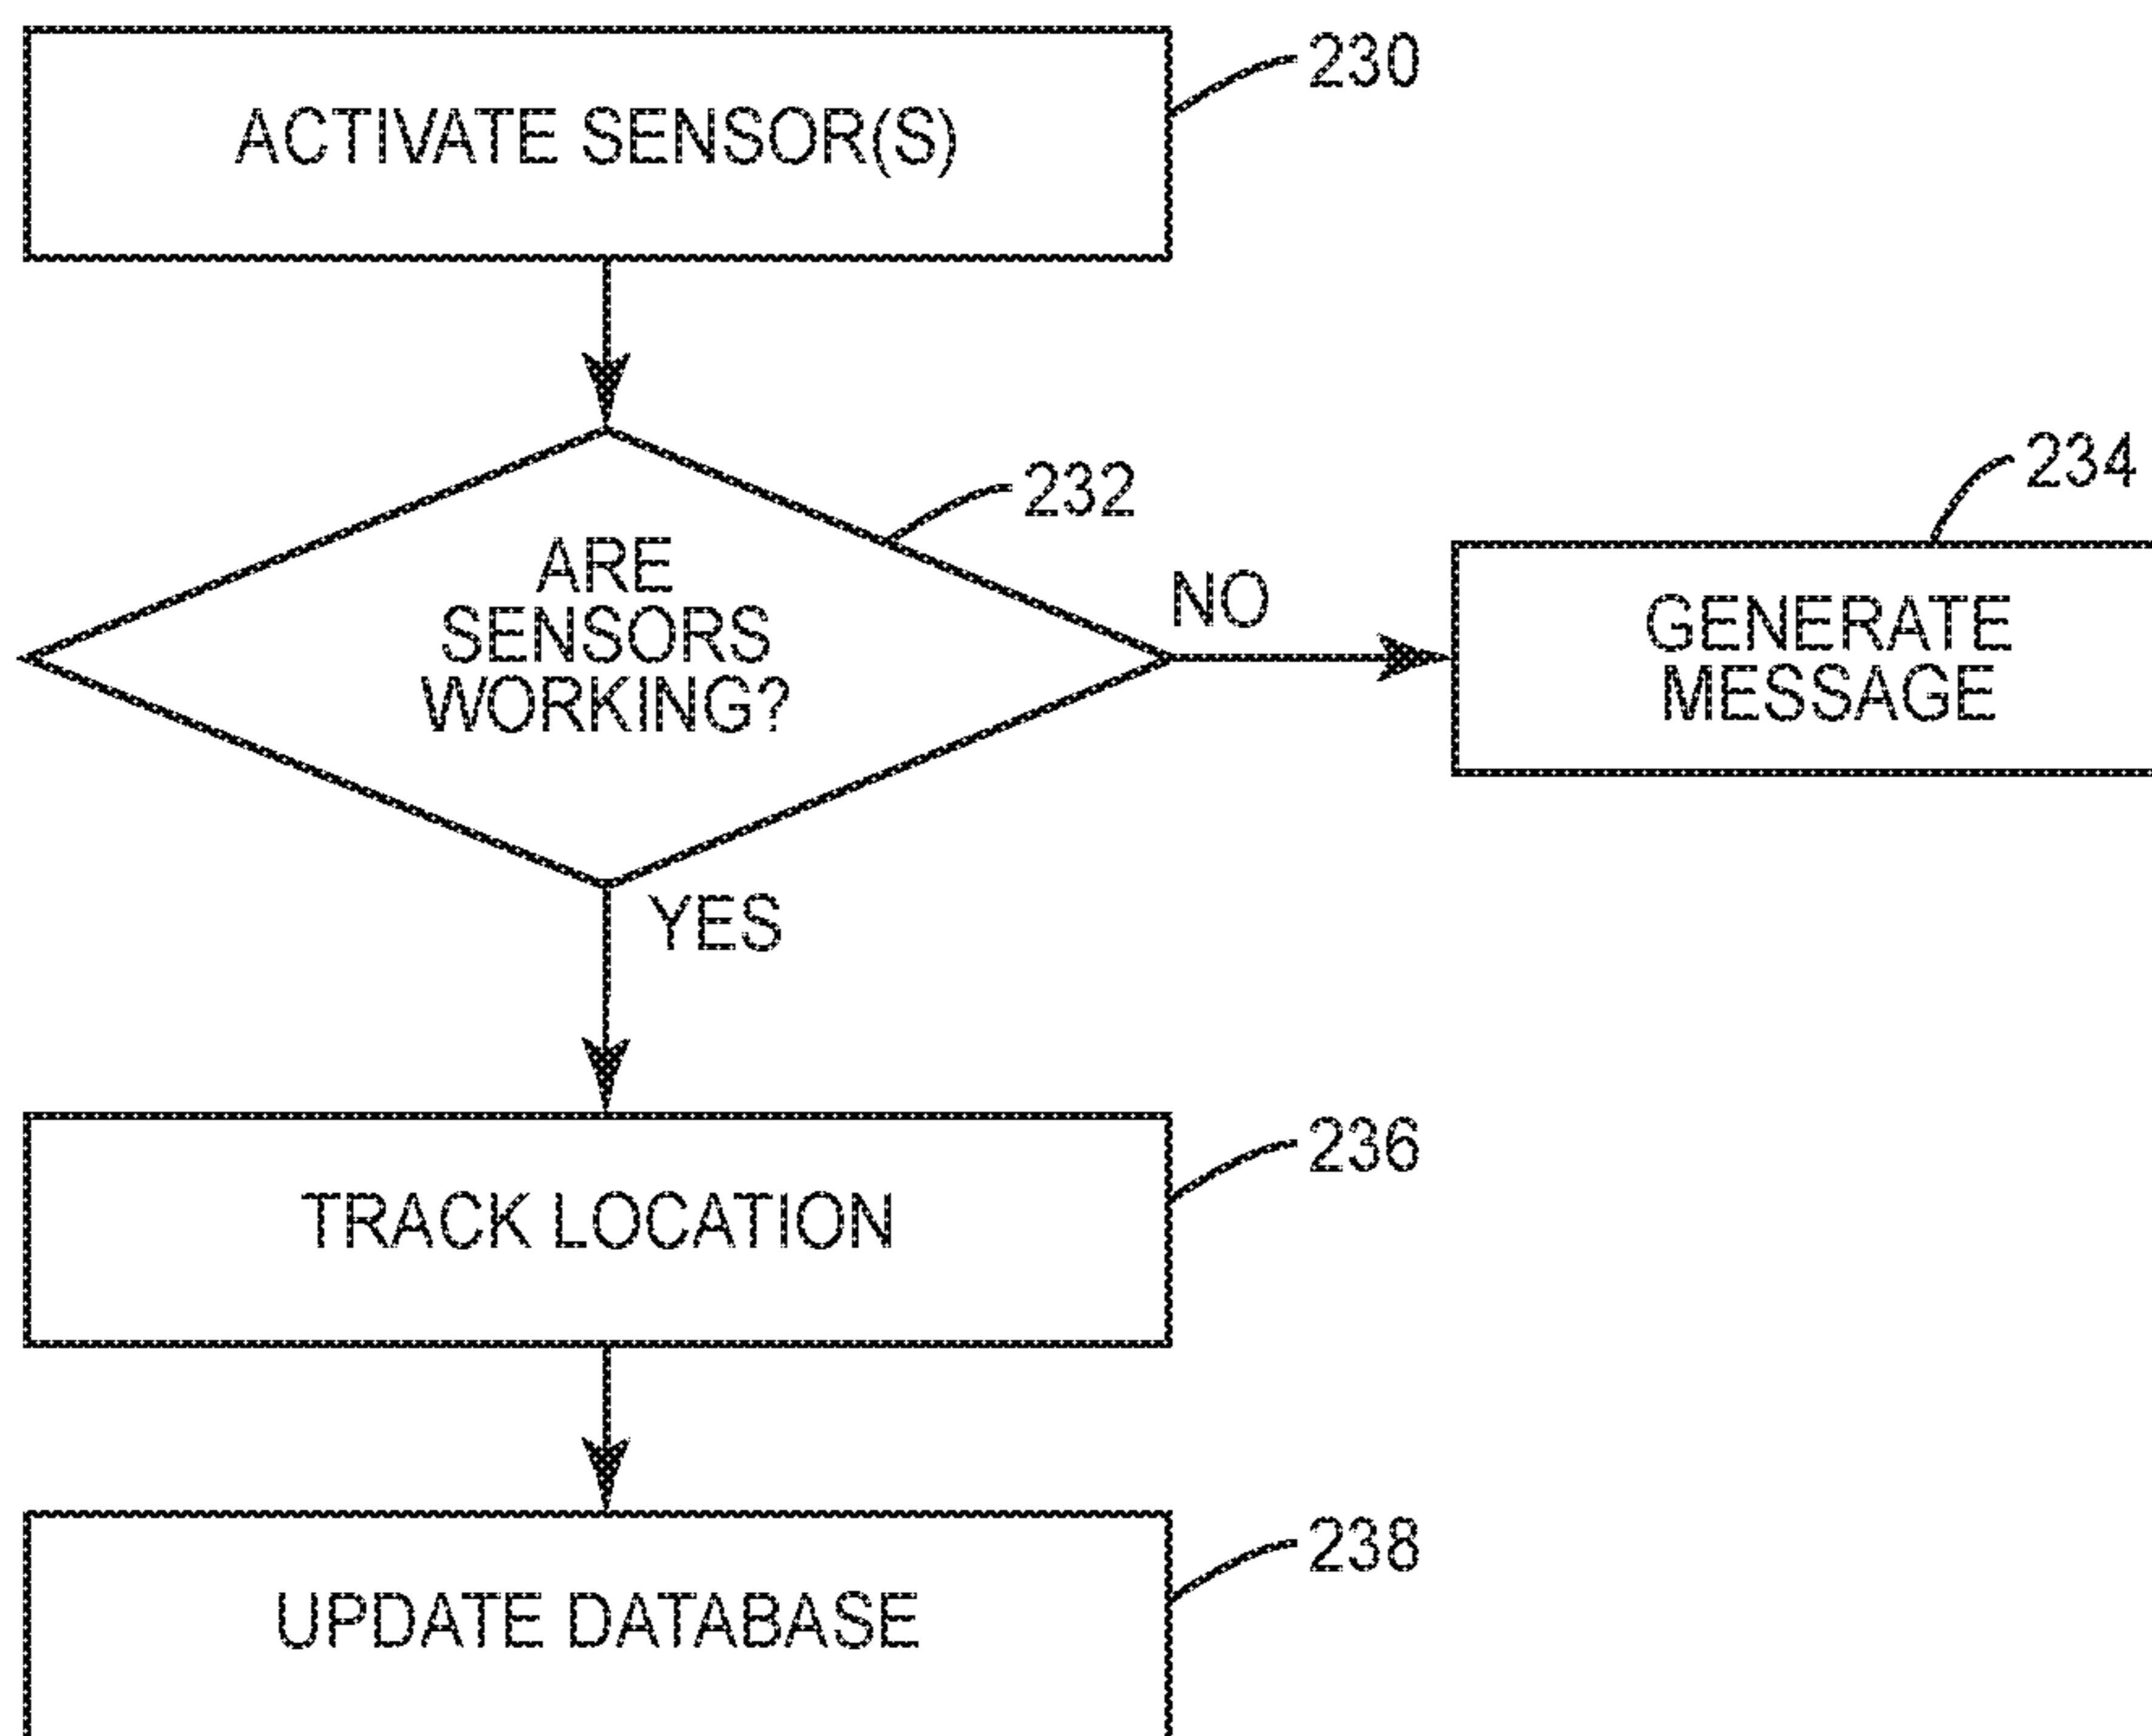 230
ACTIVATE SENSOR(S)
232
ARE
SENSORS
WORKING?
NO
234
GENERATE
MESSAGE
YES
236
TRACK LOCATION
238
UPDATE DATABASE